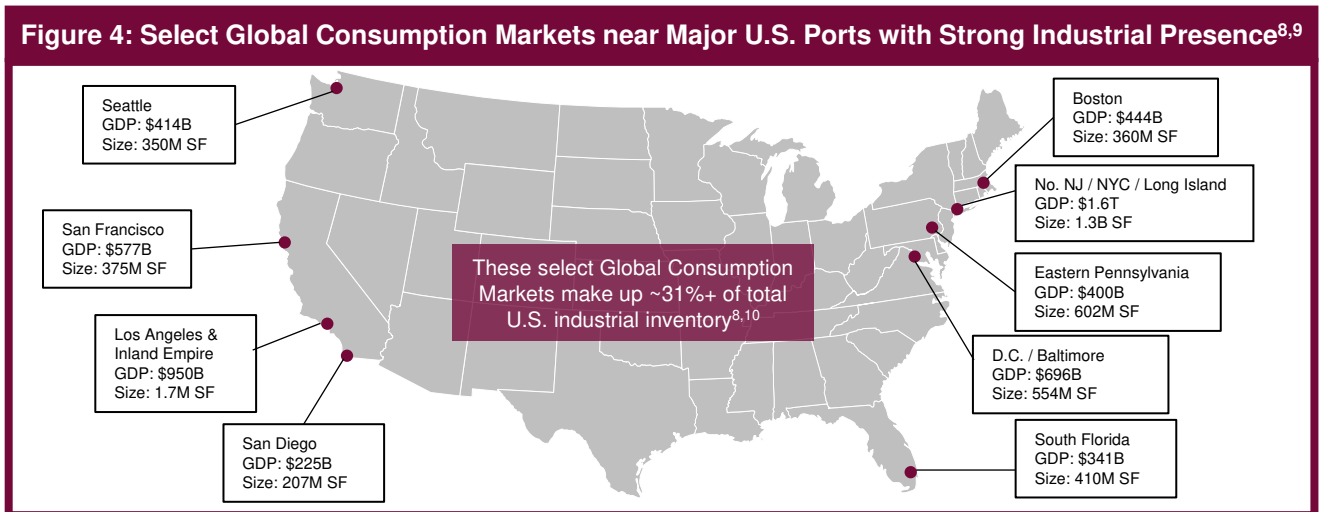 Figure 4: Select Global Consumption Markets near Major U.S. Ports with Strong Industrial Presence8,9
Seattle
GDP: $414B
Size: 350M SF
San Francisco
GDP: $577B
Size: 375M SF
Los Angeles &
Inland Empire
GDP: $950B
Size: 1.7M SF
San Diego
GDP: $225B
Size: 207M SF
These select Global Consumption
Markets make up ~31%+ of total
U.S. industrial inventory8,10
Boston
GDP: $444B
Size: 360M SF
No. NJ / NYC / Long Island
GDP: $1.6T
Size: 1.3B SF
Eastern Pennsylvania
GDP: $400B
Size: 602M SF
D.C. / Baltimore
GDP: $696B
Size: 554M SF
South Florida
GDP: $341B
Size: 410M SF